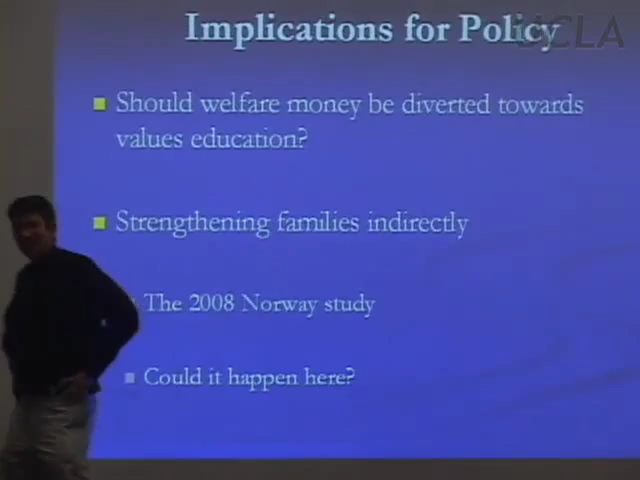 Implications for Policy
UCLA
Should welfare money be diverted towards
values education?
Strengthening families indirectly
The 2008 Norway study
Could it happen here?